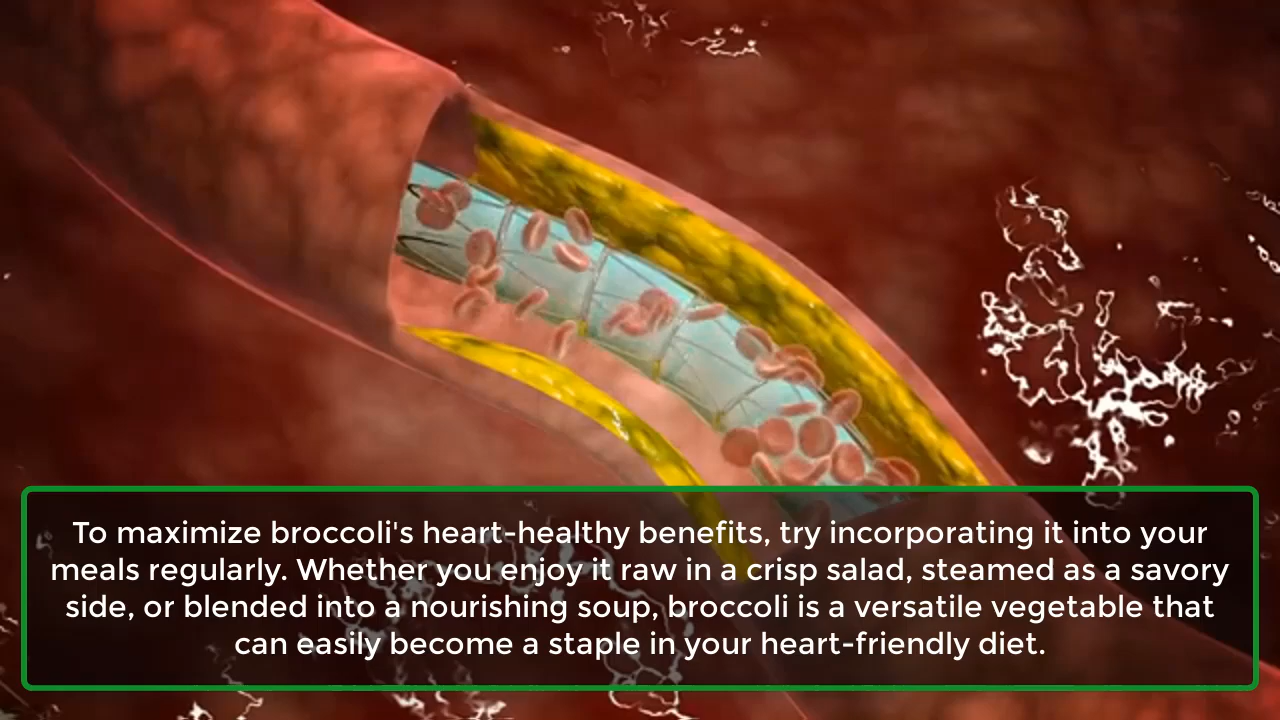 To maximize broccoli's heart-healthy benefits, try incorporating it into your
meals regularly. Whether you enjoy it raw in a crisp salad, steamed as a savory
side, or blended into a nourishing soup, broccoli is a versatile vegetable that
can easily become a staple in your heart-friendly diet.